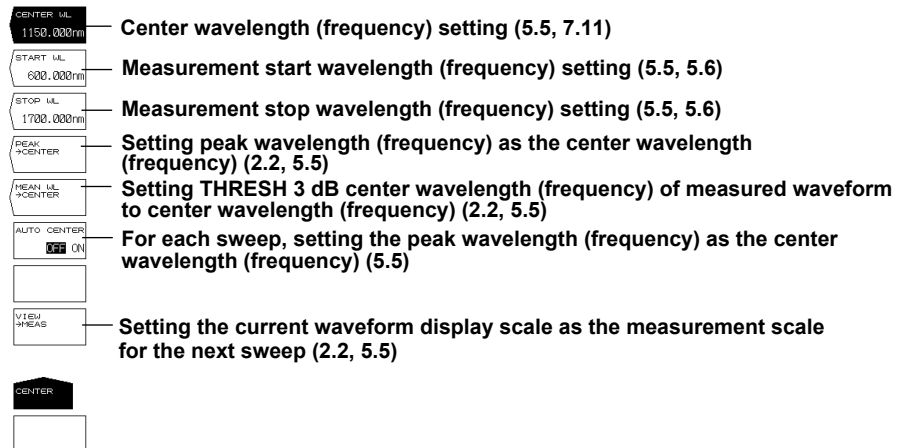 CENTER WL
1150.000nm
Center wavelength (frequency) setting (5.5, 7.11)
START WL
600.000nm
Measurement start wavelength (frequency) setting (5.5, 5.6)
STOP WL
1700.000nm
Measurement stop wavelength (frequency) setting (5.5, 5.6)
PEAK
→CENTER
Setting peak wavelength (frequency) as the center wavelength
(frequency) (2.2, 5.5)
MEAN WL
→CENTER
Setting THRESH 3 dB center wavelength (frequency) of measured waveform
to center wavelength (frequency) (2.2, 5.5)
AUTO CENTER
OFF ON
For each sweep, setting the peak wavelength (frequency) as the center
wavelength (frequency) (5.5)
VIEW
→MEAS
Setting the current waveform display scale as the measurement scale
for the next sweep (2.2, 5.5)
CENTER